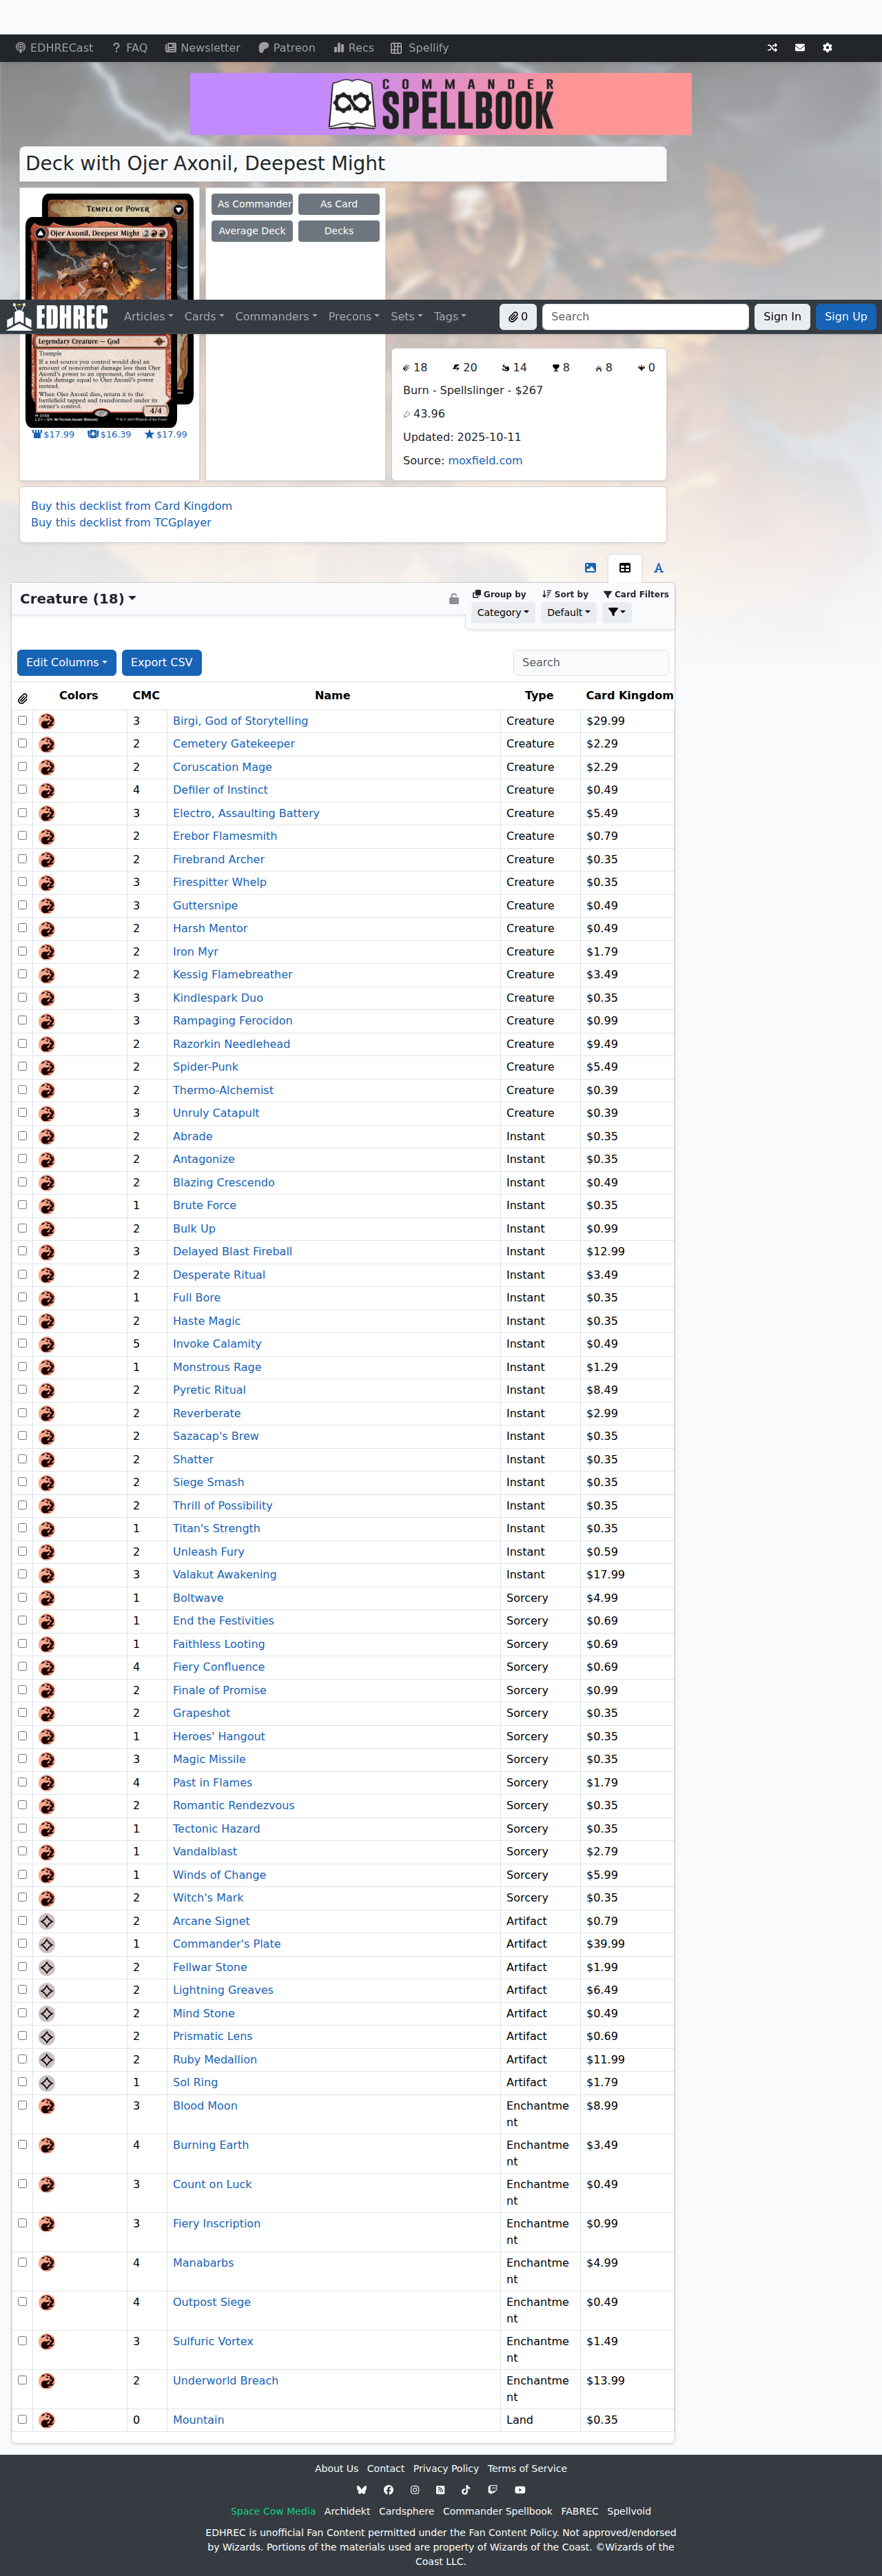 EDHRECast FAQ Newsletter Patreon Recs Spellify
COMMANDER
SPELLBOOK
Deck with Ojer Axonil, Deepest Might
Temple of Power
Ojer Axonil, Deepest Might
As Commander As Card
Average Deck Decks
EDHREC Articles Cards Commanders Precons Sets Tags 0 Search Sign In Sign Up
Legendary Creature — God
Trample
If a red source you control would deal an
amount of noncombat damage less than Ojer
Axonil's power to an opponent, that source
deals damage equal to Ojer Axonil's power
instead.
When Ojer Axonil dies, return it to the
battlefield tapped and transformed under its
owner's control.
4/4
$17.99 $16.39 $17.99
18 20 14 8 8 0
Burn - Spellslinger - $267
43.96
Updated: 2025-10-11
Source: moxfield.com
Buy this decklist from Card Kingdom
Buy this decklist from TCGplayer
Creature (18)
Group by Sort by Card Filters
Category Default
Edit Columns Export CSV Search
Colors CMC Name Type Card Kingdom
3 Birgi, God of Storytelling Creature $29.99
2 Cemetery Gatekeeper Creature $2.29
2 Coruscation Mage Creature $2.29
4 Defiler of Instinct Creature $0.49
3 Electro, Assaulting Battery Creature $5.49
2 Erebor Flamesmith Creature $0.79
2 Firebrand Archer Creature $0.35
3 Firespitter Whelp Creature $0.35
3 Guttersnipe Creature $0.49
2 Harsh Mentor Creature $0.49
2 Iron Myr Creature $1.79
2 Kessig Flamebreather Creature $3.49
3 Kindlespark Duo Creature $0.35
3 Rampaging Ferocidon Creature $0.99
2 Razorkin Needlehead Creature $9.49
2 Spider-Punk Creature $5.49
2 Thermo-Alchemist Creature $0.39
3 Unruly Catapult Creature $0.39
2 Abrade Instant $0.35
2 Antagonize Instant $0.35
2 Blazing Crescendo Instant $0.49
1 Brute Force Instant $0.35
2 Bulk Up Instant $0.99
3 Delayed Blast Fireball Instant $12.99
2 Desperate Ritual Instant $3.49
1 Full Bore Instant $0.35
2 Haste Magic Instant $0.35
5 Invoke Calamity Instant $0.49
1 Monstrous Rage Instant $1.29
2 Pyretic Ritual Instant $8.49
2 Reverberate Instant $2.99
2 Sazacap's Brew Instant $0.35
2 Shatter Instant $0.35
2 Siege Smash Instant $0.35
2 Thrill of Possibility Instant $0.35
1 Titan's Strength Instant $0.35
2 Unleash Fury Instant $0.59
3 Valakut Awakening Instant $17.99
1 Boltwave Sorcery $4.99
1 End the Festivities Sorcery $0.69
1 Faithless Looting Sorcery $0.69
4 Fiery Confluence Sorcery $0.69
2 Finale of Promise Sorcery $0.99
2 Grapeshot Sorcery $0.35
1 Heroes' Hangout Sorcery $0.35
3 Magic Missile Sorcery $0.35
4 Past in Flames Sorcery $1.79
2 Romantic Rendezvous Sorcery $0.35
1 Tectonic Hazard Sorcery $0.35
1 Vandalblast Sorcery $2.79
1 Winds of Change Sorcery $5.99
2 Witch's Mark Sorcery $0.35
2 Arcane Signet Artifact $0.79
1 Commander's Plate Artifact $39.99
2 Fellwar Stone Artifact $1.99
2 Lightning Greaves Artifact $6.49
2 Mind Stone Artifact $0.49
2 Prismatic Lens Artifact $0.69
2 Ruby Medallion Artifact $11.99
1 Sol Ring Artifact $1.79
3 Blood Moon Enchantme $8.99
nt
4 Burning Earth Enchantme $3.49
nt
3 Count on Luck Enchantme $0.49
nt
3 Fiery Inscription Enchantme $0.99
nt
4 Manabarbs Enchantme $4.99
nt
4 Outpost Siege Enchantme $0.49
nt
3 Sulfuric Vortex Enchantme $1.49
nt
2 Underworld Breach Enchantme $13.99
nt
0 Mountain Land $0.35
About Us Contact Privacy Policy Terms of Service
Space Cow Media Archidekt Cardsphere Commander Spellbook FABREC Spellvoid
EDHREC is unofficial Fan Content permitted under the Fan Content Policy. Not approved/endorsed
by Wizards. Portions of the materials used are property of Wizards of the Coast. ©Wizards of the
Coast LLC.